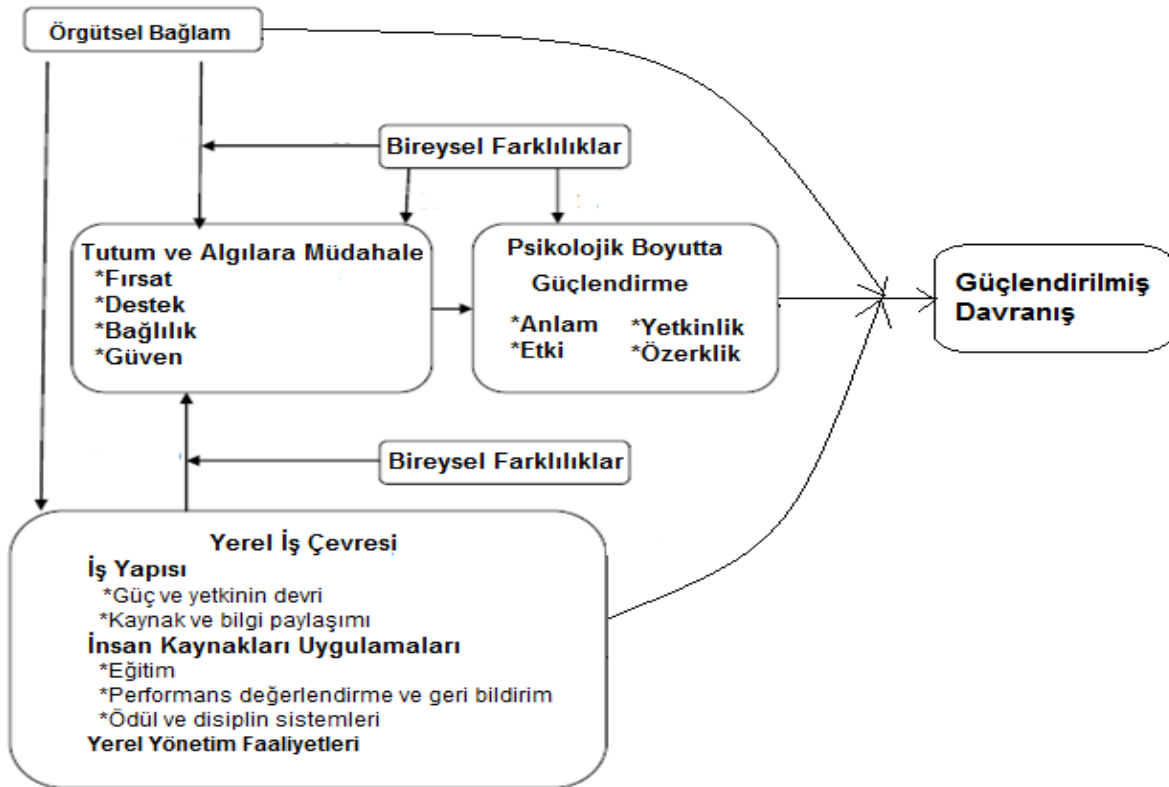 Örgütsel Bağlam
Bireysel Farklılıklar
Tutum ve Algılara Müdahale
*Fırsat
*Destek
*Bağlılık
*Güven
Psikolojik Boyutta
Güçlendirme
*Anlam *Yetkinlik
*Etki *Özerklik
Güçlendirilmiş
Davranış
Bireysel Farklılıklar
Yerel İş Çevresi
İş Yapısı
*Güç ve yetkinin devri
*Kaynak ve bilgi paylaşımı
İnsan Kaynakları Uygulamaları
*Eğitim
*Performans değerlendirme ve geri bildirim
*Ödül ve disiplin sistemleri
Yerel Yönetim Faaliyetleri